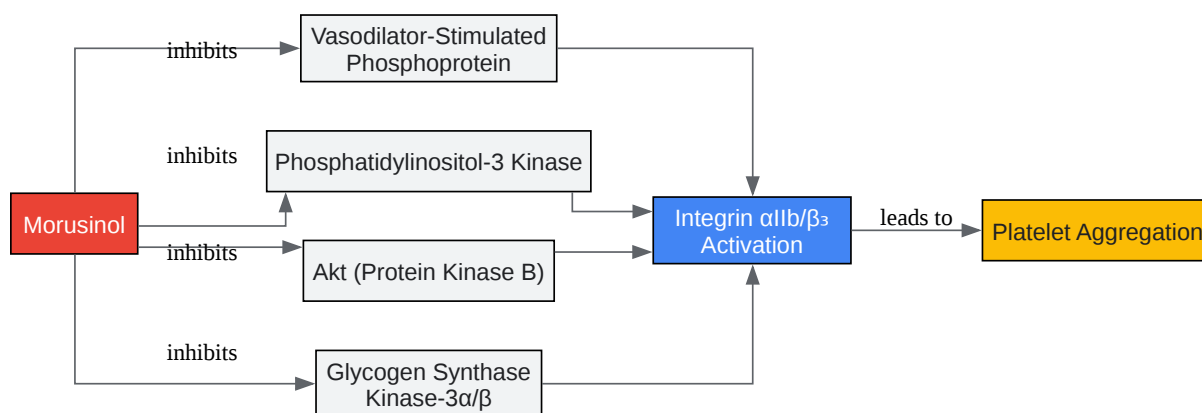 inhibits
Vasodilator-Stimulated
Phosphoprotein
inhibits
Phosphatidylinositol-3 Kinase
Morusinol
inhibits
Akt (Protein Kinase B)
inhibits
Glycogen Synthase
Kinase-3α/β
Integrin αIIb/β₃
Activation
leads to
Platelet Aggregation